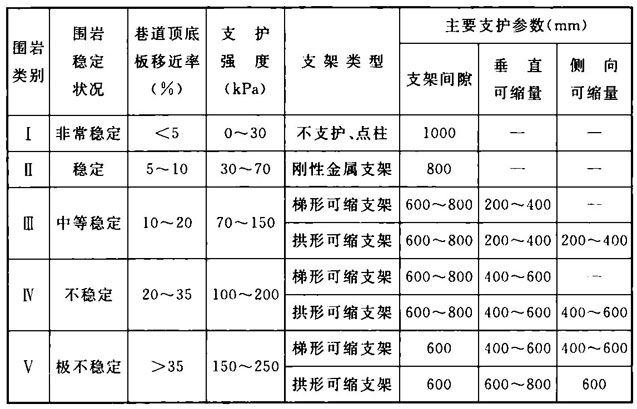 围岩类别 围岩稳定状况 巷道顶底板移近率(%) 支护强度(kPa) 支架类型 主要支护参数(mm)
支架间隙 垂直可缩量 侧向可缩量
Ⅰ 非常稳定 <5 0～30 不支护、点柱 1000 — —
Ⅱ 稳定 5～10 30～70 刚性金属支架 800 — —
Ⅲ 中等稳定 10～20 70～150 梯形可缩支架 600～800 200～400 —
拱形可缩支架 600～800 200～400 200～400
Ⅳ 不稳定 20～35 100～200 梯形可缩支架 600～800 400～600 —
拱形可缩支架 600～800 400～600 400～600
Ⅴ 极不稳定 >35 150～250 梯形可缩支架 600 400～600 400～600
拱形可缩支架 600 600～800 600